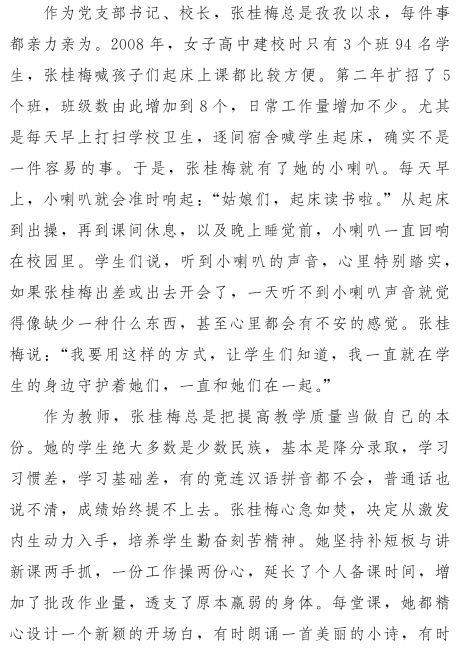 作为党支部书记、校长，张桂梅总是孜孜以求，每件事
都亲力亲为。2008 年，女子高中建校时只有 3 个班 94 名学
生，张桂梅喊孩子们起床上课都比较方便。第二年扩招了 5
个班，班级数由此增加到 8 个，日常工作量增加不少。尤其
是每天早上打扫学校卫生，逐间宿舍喊学生起床，确实不是
一件容易的事。于是，张桂梅就有了她的小喇叭。每天早
上，小喇叭就会准时响起：“姑娘们，起床读书啦。”从起床
到出操，再到课间休息，以及晚上睡觉前，小喇叭一直回响
在校园里。学生们说，听到小喇叭的声音，心里特别踏实，
如果张桂梅出差或出去开会了，一天听不到小喇叭声音就觉
得像缺少一种什么东西，甚至心里都会有不安的感觉。张桂
梅说：“我要用这样的方式，让学生们知道，我一直就在学
生的身边守护着她们，一直和她们在一起。”
作为教师，张桂梅总是把提高教学质量当做自己的本
份。她的学生绝大多数是少数民族，基本是降分录取，学习
习惯差，学习基础差，有的竟连汉语拼音都不会，普通话也
说不清，成绩始终提不上去。张桂梅心急如焚，决定从激发
内生动力入手，培养学生勤奋刻苦精神。她坚持补短板与讲
新课两手抓，一份工作操两份心，延长了个人备课时间，增
加了批改作业量，透支了原本羸弱的身体。每堂课，她都精
心设计一个新颖的开场白，有时朗诵一首美丽的小诗，有时